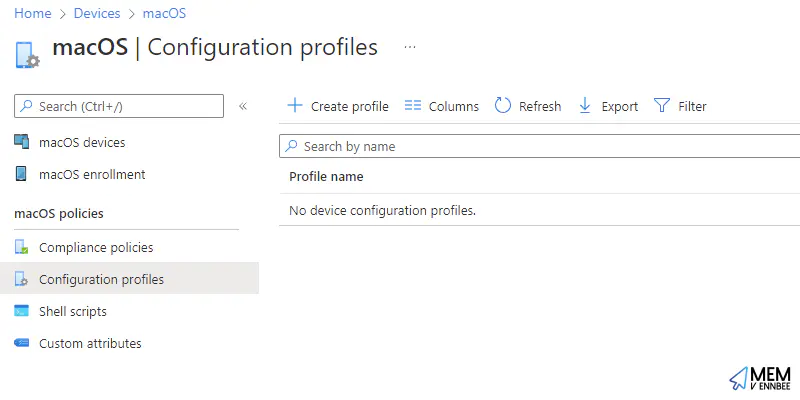 Home > Devices > macOS
macOS | Configuration profiles ...
Search (Ctrl+/) «
macOS devices
macOS enrollment
macOS policies
Compliance policies
Configuration profiles
Shell scripts
Custom attributes
Create profile Columns Refresh Export Filter
Search by name
Profile name
No device configuration profiles.
MEM
V ENNBEE